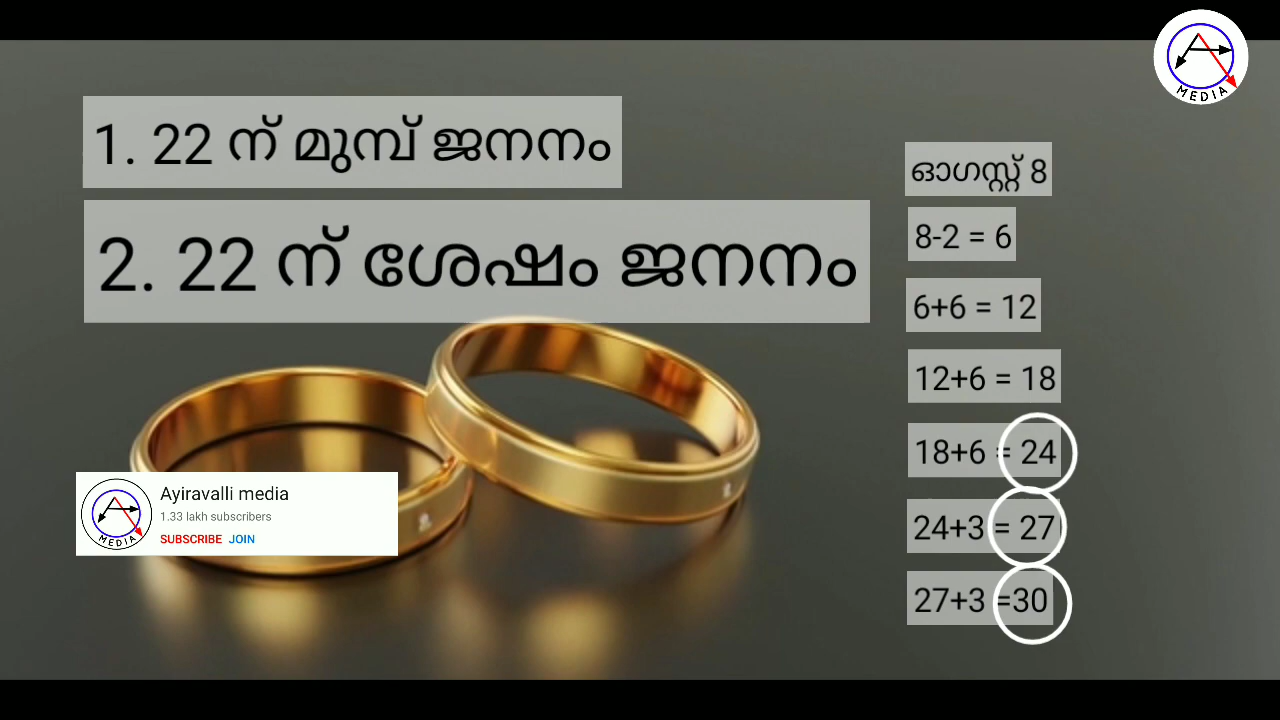 MEDIA
1. 22 ന് മുമ്പ് ജനനം
2. 22 ന് ശേഷം ജനനം
ഓഗസ്റ്റ് 8
8-2 = 6
6+6 = 12
12+6 = 18
18+6 = 24
24+3 = 27
27+3 =30
Ayiravalli media
1.33 lakh subscribers
SUBSCRIBE JOIN
MEDIA